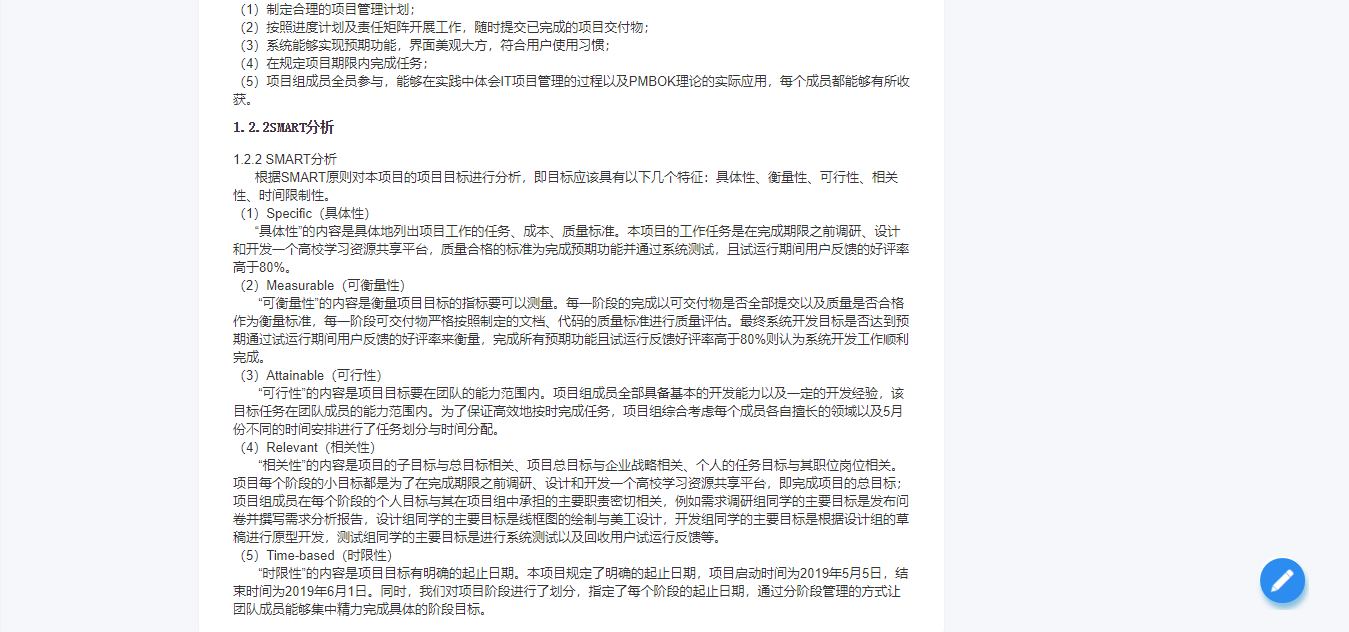 （1）制定合理的项目管理计划；
（2）按照进度计划及责任矩阵开展工作，随时提交已完成的项目交付物；
（3）系统能够实现预期功能，界面美观大方，符合用户使用习惯；
（4）在规定项目期限内完成任务；
（5）项目组成员全员参与，能够在实践中体会IT项目管理的过程以及PMBOK理论的实际应用，每个成员都能够有所收
获。
1.2.2SMART分析
1.2.2 SMART分析
根据SMART原则对本项目的项目目标进行分析，即目标应该具有以下几个特征：具体性、衡量性、可行性、相关
性、时间限制性。
（1）Specific（具体性）
“具体性”的内容是具体地列出项目工作的任务、成本、质量标准。本项目的工作任务是在完成期限之前调研、设计
和开发一个高校学习资源共享平台，质量合格的标准为完成预期功能并通过系统测试，且试运行期间用户反馈的好评率
高于80%。
（2）Measurable（可衡量性）
“可衡量性”的内容是衡量项目目标的指标要可以测量。每一阶段的完成以可交付物是否全部提交以及质量是否合格
作为衡量标准，每一阶段可交付物严格按照制定的文档、代码的质量标准进行质量评估。最终系统开发目标是否达到预
期通过试运行期间用户反馈的好评率来衡量，完成所有预期功能且试运行反馈好评率高于80%则认为系统开发工作顺利
完成。
（3）Attainable（可行性）
“可行性”的内容是项目目标要在团队的能力范围内。项目组成员全部具备基本的开发能力以及一定的开发经验，该
目标任务在团队成员的能力范围内。为了保证高效地按时完成任务，项目组综合考虑每个成员各自擅长的领域以及5月
份不同的时间安排进行了任务划分与时间分配。
（4）Relevant（相关性）
“相关性”的内容是项目的子目标与总目标相关、项目总目标与企业战略相关、个人的任务目标与其职位岗位相关。
项目每个阶段的小目标都是为了在完成期限之前调研、设计和开发一个高校学习资源共享平台，即完成项目的总目标；
项目组成员在每个阶段的个人目标与其在项目组中承担的主要职责密切相关，例如需求调研组同学的主要目标是发布问
卷并撰写需求分析报告，设计组同学的主要目标是线框图的绘制与美工设计，开发组同学的主要目标是根据设计组的草
稿进行原型开发，测试组同学的主要目标是进行系统测试以及回收用户试运行反馈等。
（5）Time-based（时限性）
“时限性”的内容是项目目标有明确的起止日期。本项目规定了明确的起止日期，项目启动时间为2019年5月5日，结
束时间为2019年6月1日。同时，我们对项目阶段进行了划分，指定了每个阶段的起止日期，通过分阶段管理的方式让
团队成员能够集中精力完成具体的阶段目标。